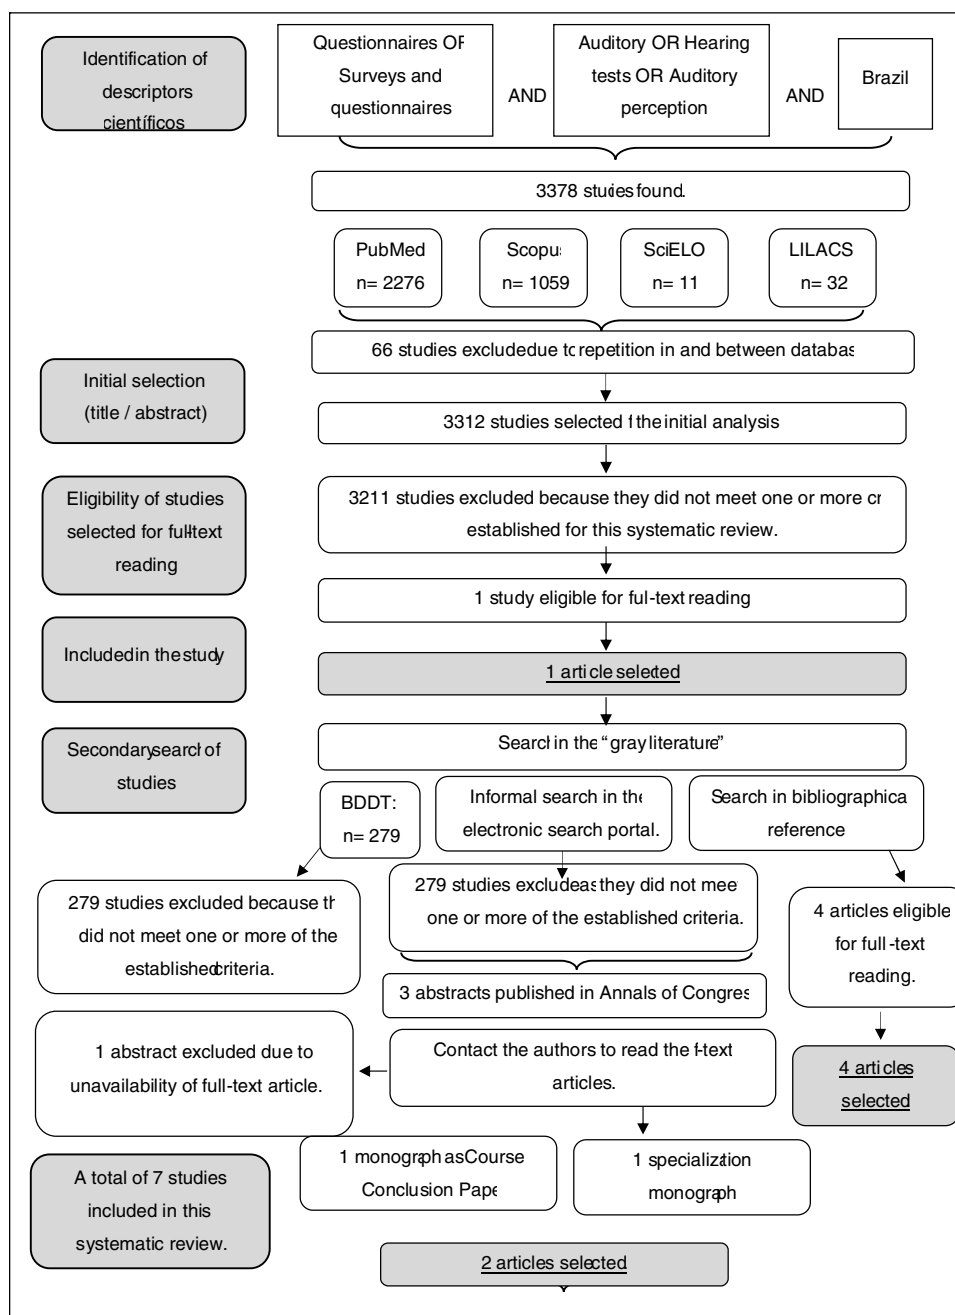 Identification of
descriptors
científicos
Questionnaires OR
Surveys and
questionnaires
AND
Auditory OR Hearing
tests OR Auditory
perception
AND
Brazil
3378 studies found.
PubMed
n= 2276
Scopus
n= 1059
SciELO
n= 11
LILACS
n= 32
66 studies excluded due to repetition in and between databas
Initial selection
(title / abstract)
3312 studies selected f the initial analysis
Eligibility of studies
selected for full-text
reading
3211 studies excluded because they did not meet one or more cr
established for this systematic review.
1 study eligible for ful-text reading
Included in the study
1 article selected
Secondary search of
studies
Search in the "gray literature"
BDDT:
n= 279
Informal search in the
electronic search portal.
Search in bibliographica
reference
279 studies excluded because th
did not meet one or more of the
established criteria.
279 studies exclude as they did not mee
one or more of the established criteria.
4 articles eligible
for full-text
reading.
3 abstracts published in Annals of Congres
1 abstract excluded due to
unavailability of full-text article.
Contact the authors to read the f-text
articles.
4 articles
selected
1 monograph as Course
Conclusion Pape
1 specialization
monograph
A total of 7 studies
included in this
systematic review.
2 articles selected